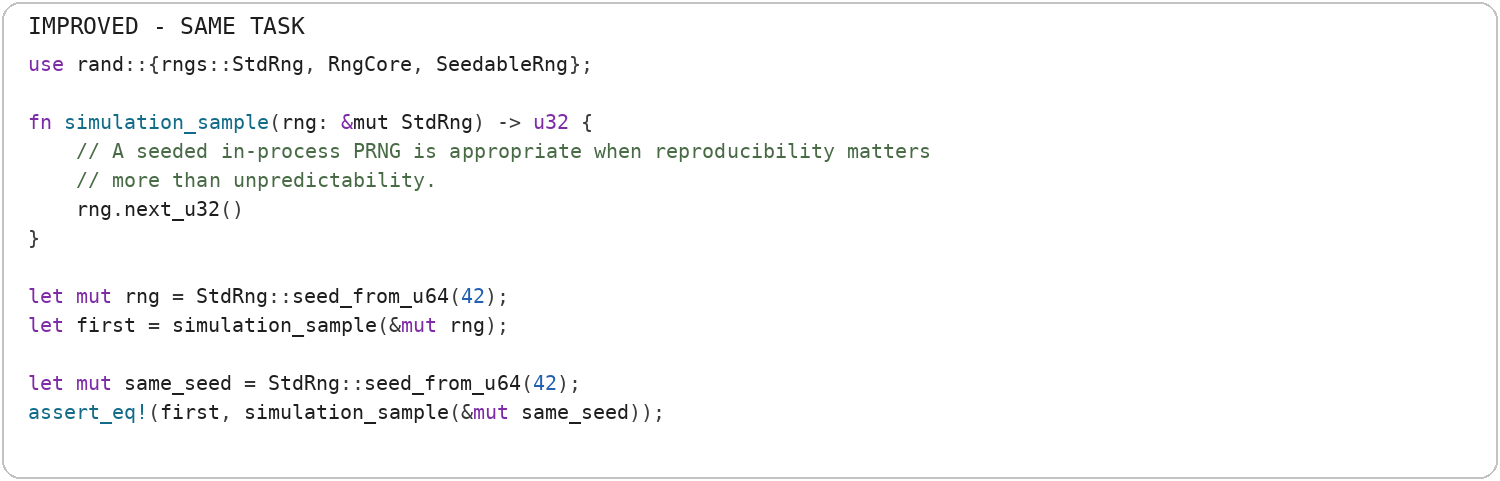 IMPROVED - SAME TASK
use rand::{rngs::StdRng, RngCore, SeedableRng};
fn simulation_sample(rng: &mut StdRng) -> u32 {
    // A seeded in-process PRNG is appropriate when reproducibility matters
    // more than unpredictability.
    rng.next_u32()
}
let mut rng = StdRng::seed_from_u64(42);
let first = simulation_sample(&mut rng);
let mut same_seed = StdRng::seed_from_u64(42);
assert_eq!(first, simulation_sample(&mut same_seed));